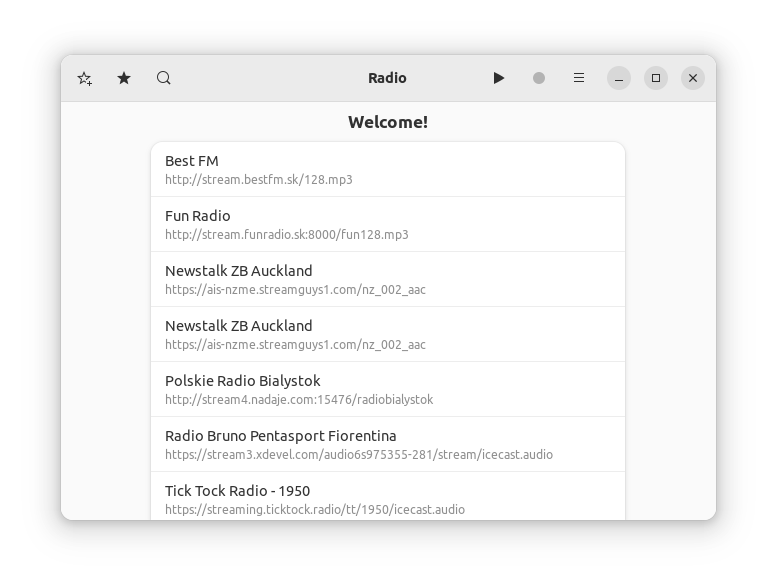 Radio
Welcome!
Best FM
http://stream.bestfm.sk/128.mp3
Fun Radio
http://stream.funradio.sk:8000/fun128.mp3
Newstalk ZB Auckland
https://ais-nzme.streamguys1.com/nz_002_aac
Newstalk ZB Auckland
https://ais-nzme.streamguys1.com/nz_002_aac
Polskie Radio Bialystok
http://stream4.nadaje.com:15476/radiobialystok
Radio Bruno Pentasport Fiorentina
https://stream3.xdevel.com/audio6s975355-281/stream/icecast.audio
Tick Tock Radio - 1950
https://streaming.ticktock.radio/tt/1950/icecast.audio